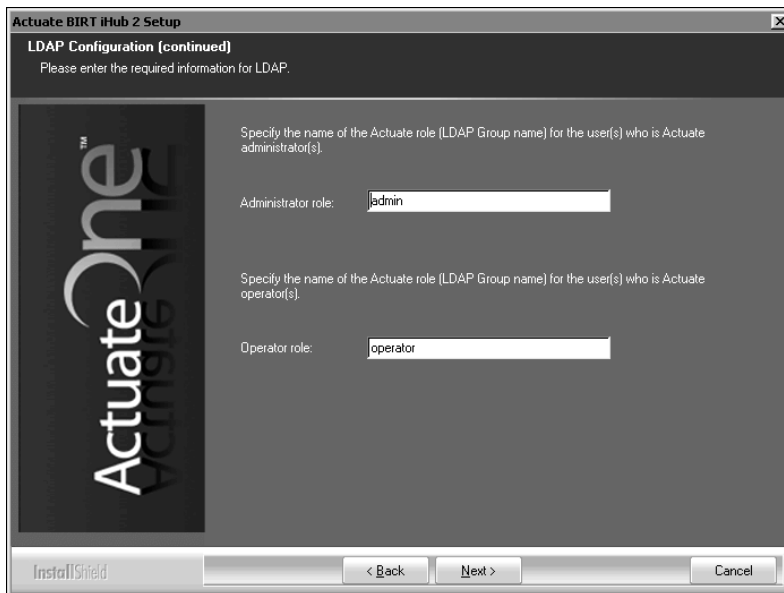 Actuate BIRT iHub 2 Setup
LDAP Configuration (continued)
Please enter the required information for LDAP.
ActuateOne™
Specify the name of the Actuate role (LDAP Group name) for the user(s) who is Actuate
administrator(s).
Administrator role: admin
Specify the name of the Actuate role (LDAP Group name) for the user(s) who is Actuate
operator(s).
Operator role: operator
InstallShield
< Back Next > Cancel